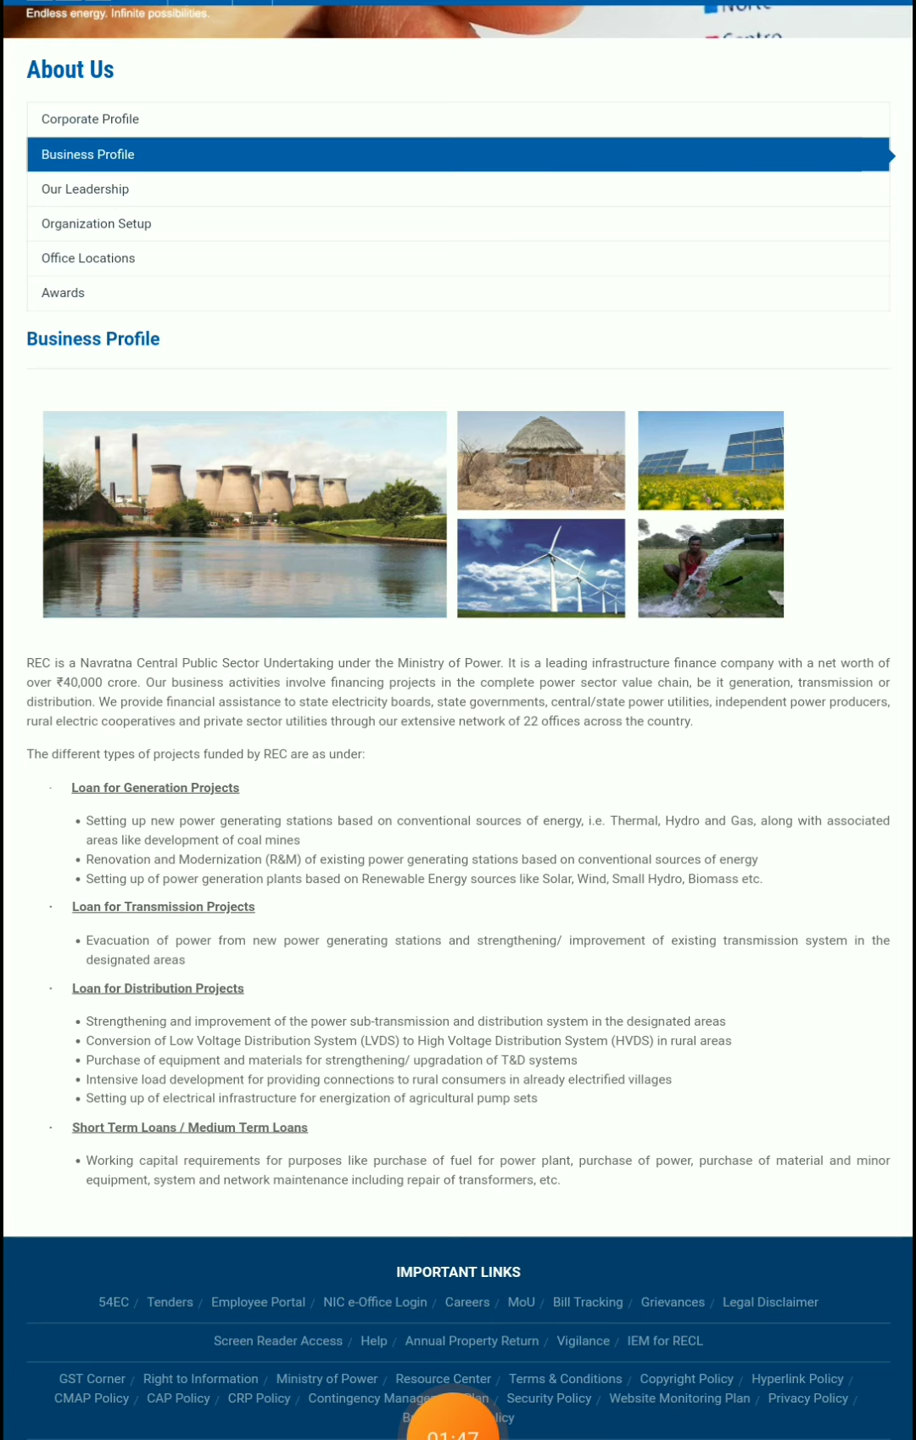 Endless energy. Infinite possibilities.
About Us
Corporate Profile
Business Profile
Our Leadership
Organization Setup
Office Locations
Awards
Business Profile
REC is a Navratna Central Public Sector Undertaking under the Ministry of Power. It is a leading infrastructure finance company with a net worth of
over ₹40,000 crore. Our business activities involve financing projects in the complete power sector value chain, be it generation, transmission or
distribution. We provide financial assistance to state electricity boards, state governments, central/state power utilities, independent power producers,
rural electric cooperatives and private sector utilities through our extensive network of 22 offices across the country.
The different types of projects funded by REC are as under:
· Loan for Generation Projects
• Setting up new power generating stations based on conventional sources of energy, i.e. Thermal, Hydro and Gas, along with associated
areas like development of coal mines
• Renovation and Modernization (R&M) of existing power generating stations based on conventional sources of energy
• Setting up of power generation plants based on Renewable Energy sources like Solar, Wind, Small Hydro, Biomass etc.
· Loan for Transmission Projects
• Evacuation of power from new power generating stations and strengthening/ improvement of existing transmission system in the
designated areas
· Loan for Distribution Projects
• Strengthening and improvement of the power sub-transmission and distribution system in the designated areas
• Conversion of Low Voltage Distribution System (LVDS) to High Voltage Distribution System (HVDS) in rural areas
• Purchase of equipment and materials for strengthening/ upgradation of T&D systems
• Intensive load development for providing connections to rural consumers in already electrified villages
• Setting up of electrical infrastructure for energization of agricultural pump sets
· Short Term Loans / Medium Term Loans
• Working capital requirements for purposes like purchase of fuel for power plant, purchase of power, purchase of material and minor
equipment, system and network maintenance including repair of transformers, etc.
IMPORTANT LINKS
54EC / Tenders / Employee Portal / NIC e-Office Login / Careers / MoU / Bill Tracking / Grievances / Legal Disclaimer
Screen Reader Access / Help / Annual Property Return / Vigilance / IEM for RECL
GST Corner / Right to Information / Ministry of Power / Resource Center / Terms & Conditions / Copyright Policy / Hyperlink Policy /
CMAP Policy / CAP Policy / CRP Policy / Contingency / Security Policy / Website Monitoring Plan / Privacy Policy /
01:47